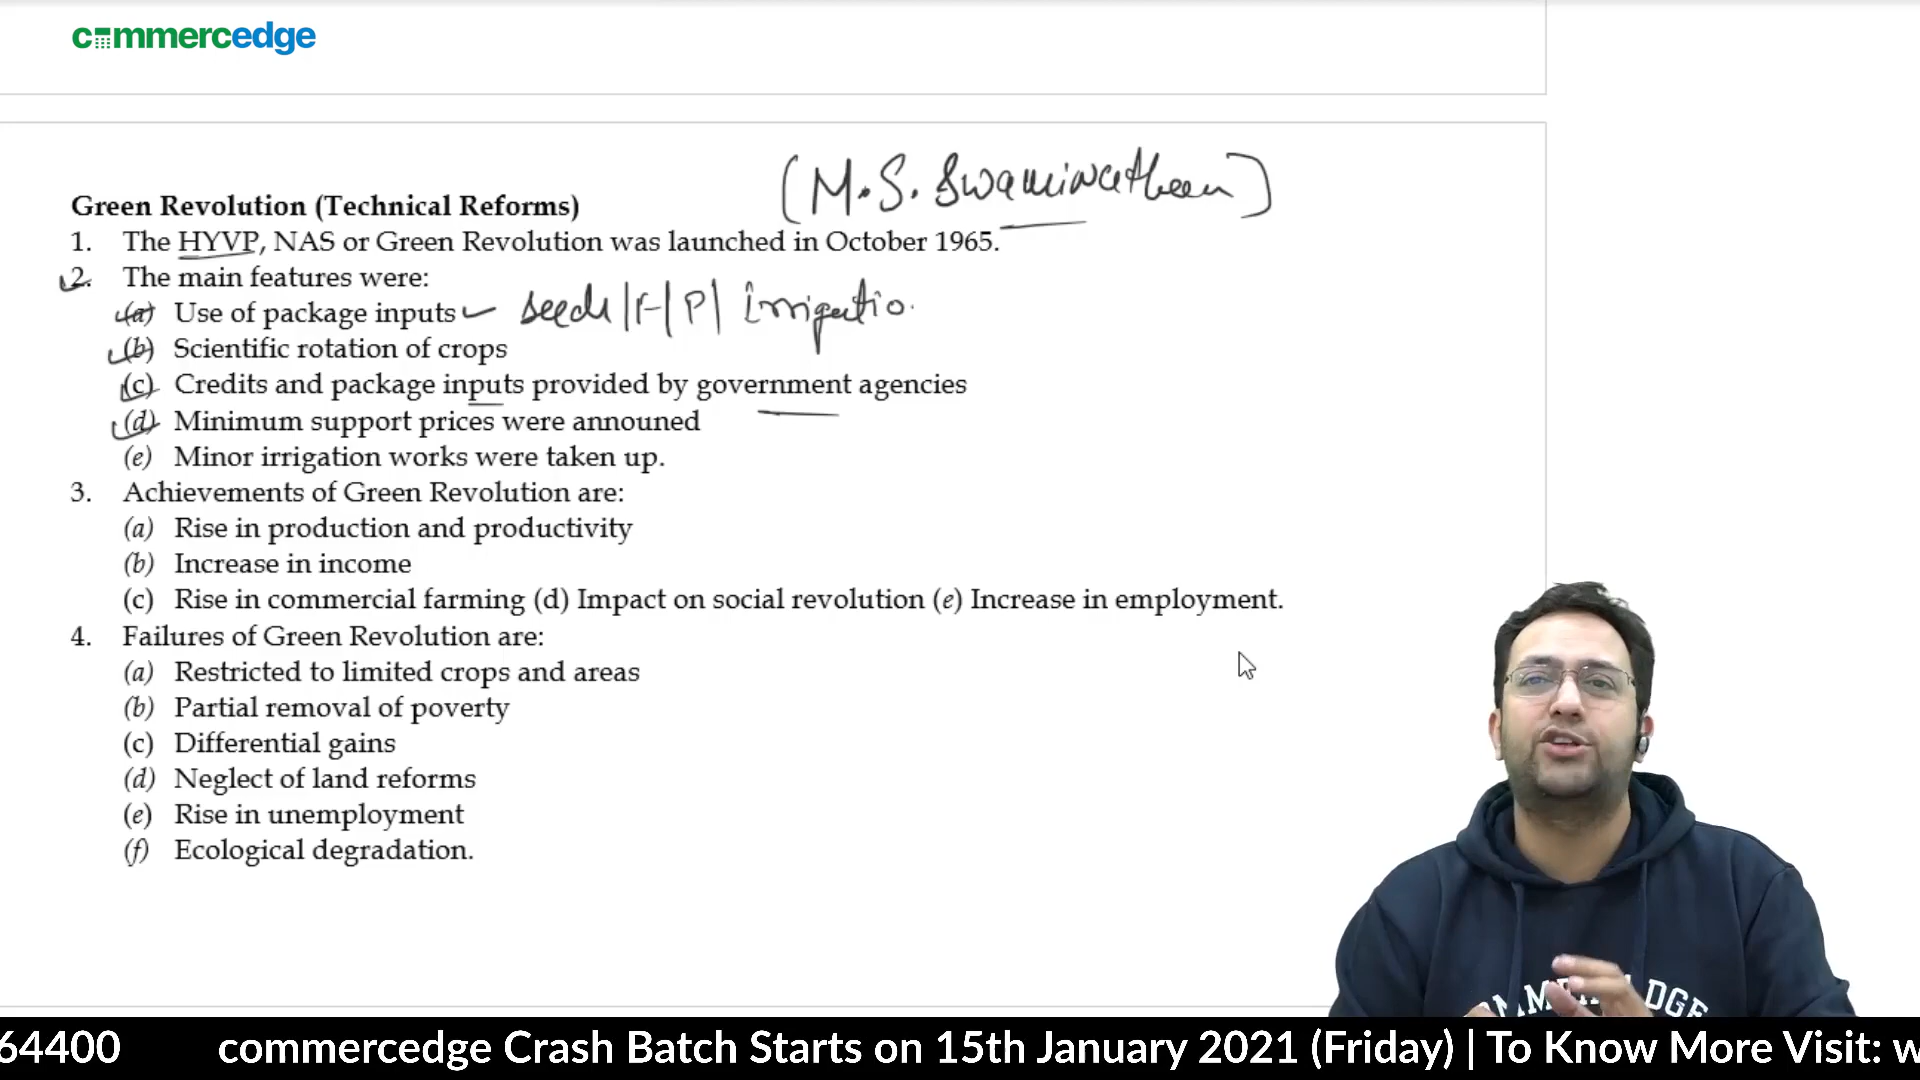 commercedge
(M.S. Swaminathan)
Green Revolution (Technical Reforms)
1. The HYVP, NAS or Green Revolution was launched in October 1965.
2. The main features were:
(a) Use of package inputs seeds |F|P| irrigatio
(b) Scientific rotation of crops
(c) Credits and package inputs provided by government agencies
(d) Minimum support prices were announed
(e) Minor irrigation works were taken up.
3. Achievements of Green Revolution are:
(a) Rise in production and productivity
(b) Increase in income
(c) Rise in commercial farming (d) Impact on social revolution (e) Increase in employment.
4. Failures of Green Revolution are:
(a) Restricted to limited crops and areas
(b) Partial removal of poverty
(c) Differential gains
(d) Neglect of land reforms
(e) Rise in unemployment
(f) Ecological degradation.
64400 commercedge Crash Batch Starts on 15th January 2021 (Friday) | To Know More Visit: w